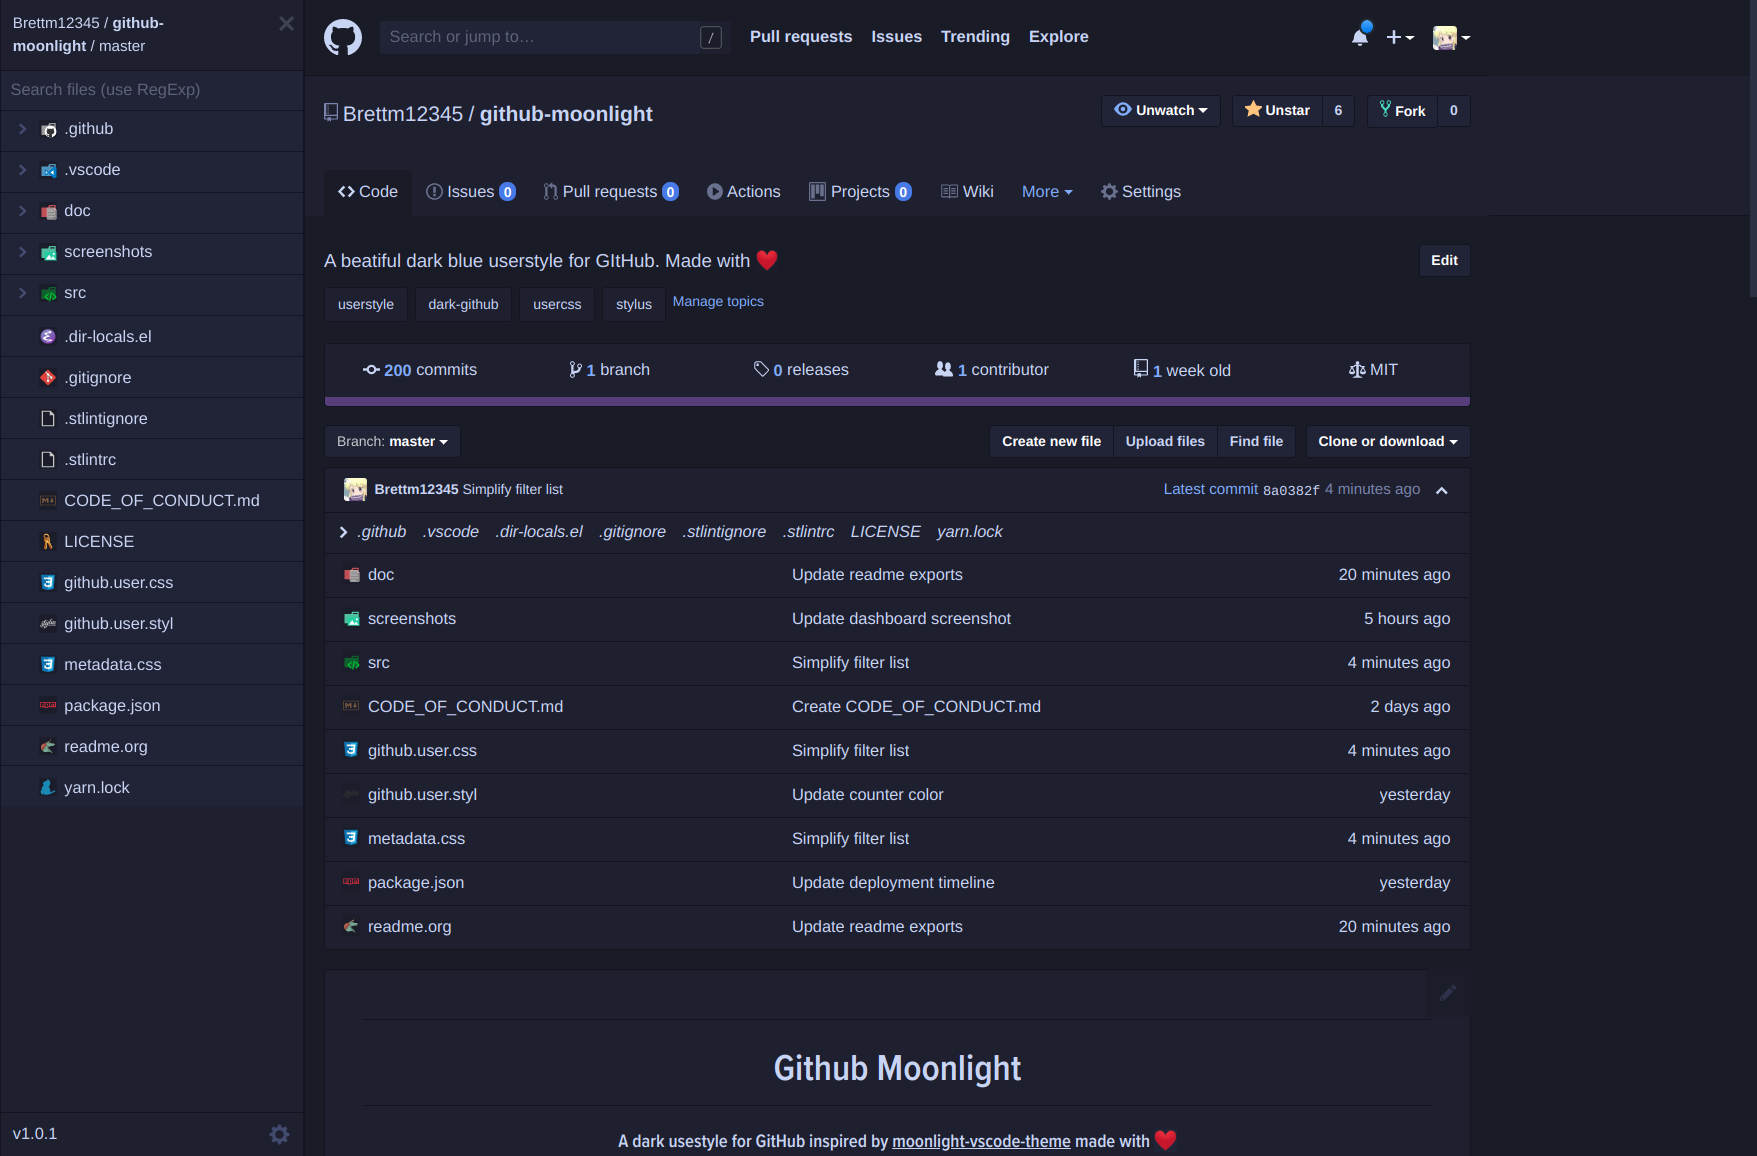 Brettm12345 / github-
moonlight / master
Search files (use RegExp)
.github
.vscode
doc
screenshots
src
.dir-locals.el
.gitignore
.stlintignore
.stlintrc
CODE_OF_CONDUCT.md
LICENSE
github.user.css
github.user.styl
metadata.css
package.json
readme.org
yarn.lock
v1.0.1
Search or jump to…
/
Pull requests Issues Trending Explore
Brettm12345 / github-moonlight
Unwatch Unstar 6 Fork 0
Code Issues 0 Pull requests 0 Actions Projects 0 Wiki More Settings
A beatiful dark blue userstyle for GItHub. Made with ❤️
Edit
userstyle dark-github usercss stylus Manage topics
200 commits 1 branch 0 releases 1 contributor 1 week old MIT
Branch: master Create new file Upload files Find file Clone or download
Brettm12345 Simplify filter list Latest commit 8a0382f 4 minutes ago
.github .vscode .dir-locals.el .gitignore .stlintignore .stlintrc LICENSE yarn.lock
doc Update readme exports 20 minutes ago
screenshots Update dashboard screenshot 5 hours ago
src Simplify filter list 4 minutes ago
CODE_OF_CONDUCT.md Create CODE_OF_CONDUCT.md 2 days ago
github.user.css Simplify filter list 4 minutes ago
github.user.styl Update counter color yesterday
metadata.css Simplify filter list 4 minutes ago
package.json Update deployment timeline yesterday
readme.org Update readme exports 20 minutes ago
Github Moonlight
A dark usestyle for GitHub inspired by moonlight-vscode-theme made with ❤️